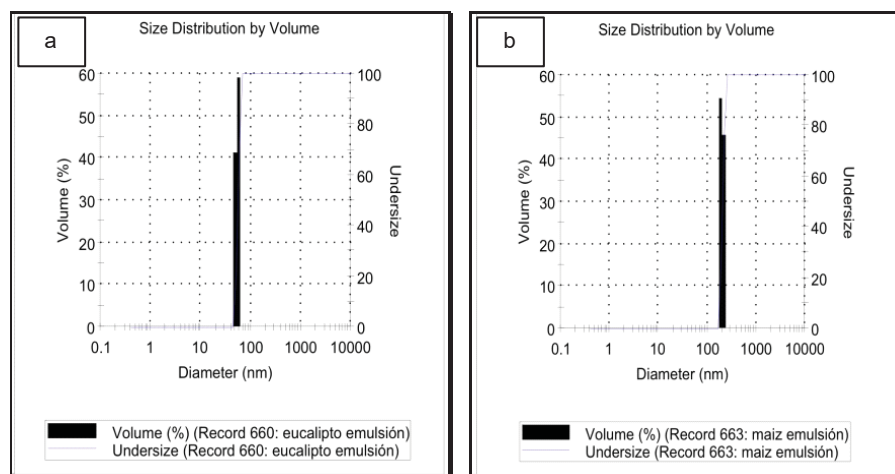 a
Size Distribution by Volume
60
50
40
30
20
10
0
Volume (%)
100
80
60
40
20
0
Undersize
0.1 1 10 100 1000 10000
Diameter (nm)
Volume (%) (Record 660: eucalipto emulsión)
Undersize (Record 660: eucalipto emulsión)
b
Size Distribution by Volume
60
50
40
30
20
10
0
Volume (%)
100
80
60
40
20
0
Undersize
0.1 1 10 100 1000 10000
Diameter (nm)
Volume (%) (Record 663: maiz emulsión)
Undersize (Record 663: maiz emulsión)